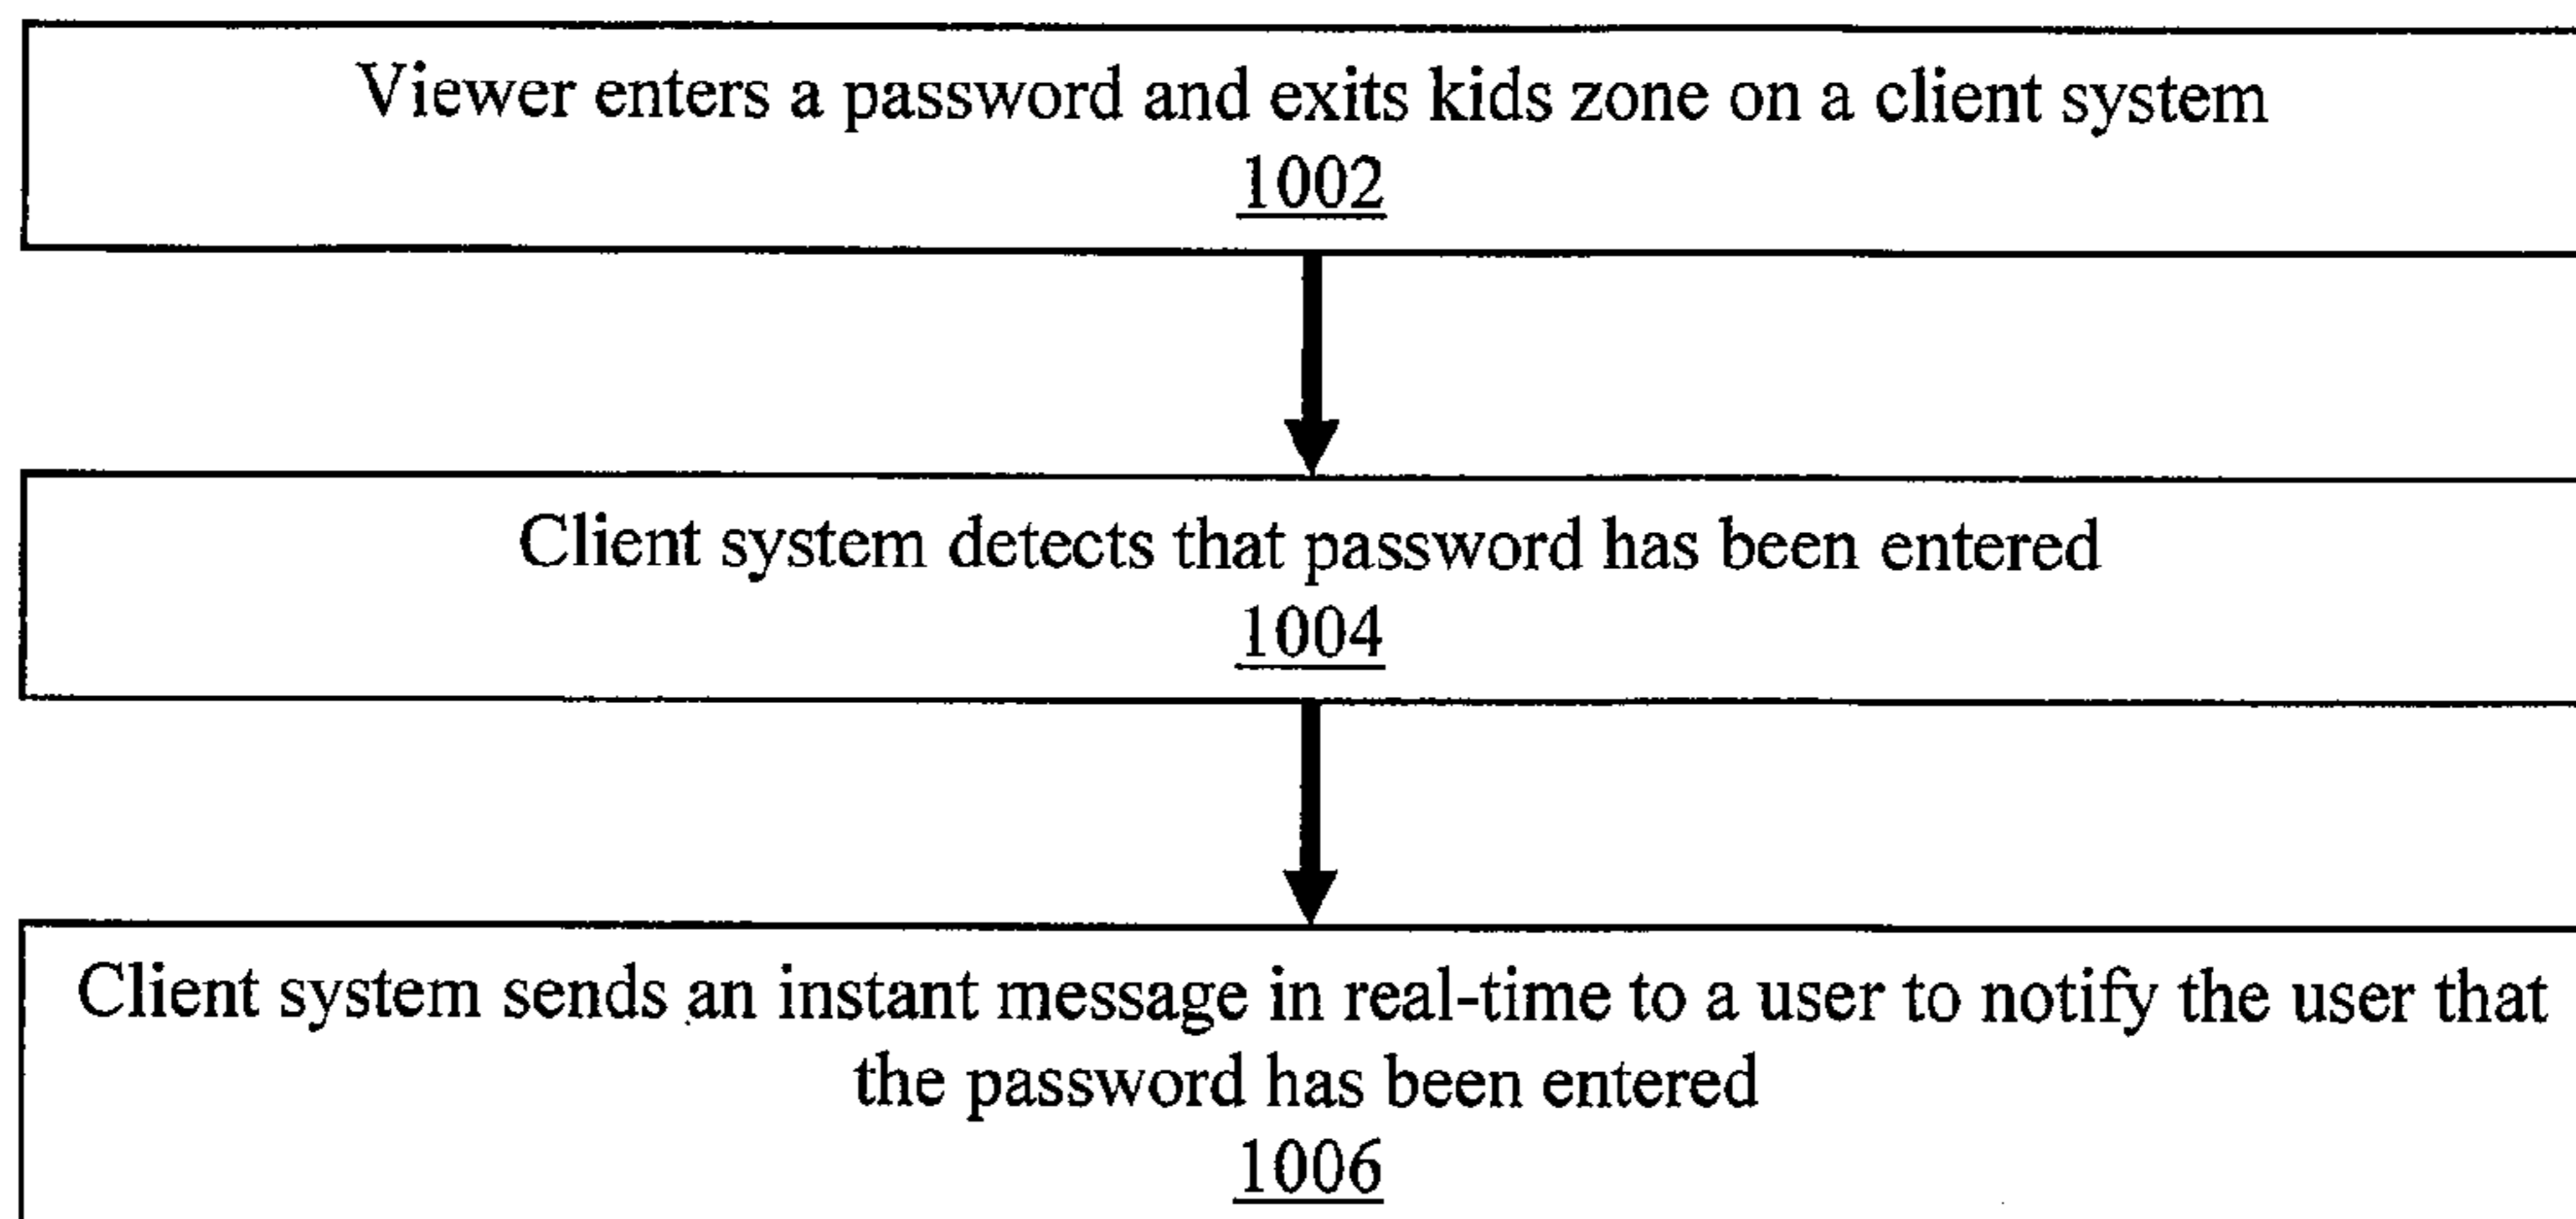 Viewer enters a password and exits kids zone on a client system
1002
Client system detects that password has been entered
1004
Client system sends an instant message in real-time to a user to notify the user that
the password has been entered
1006